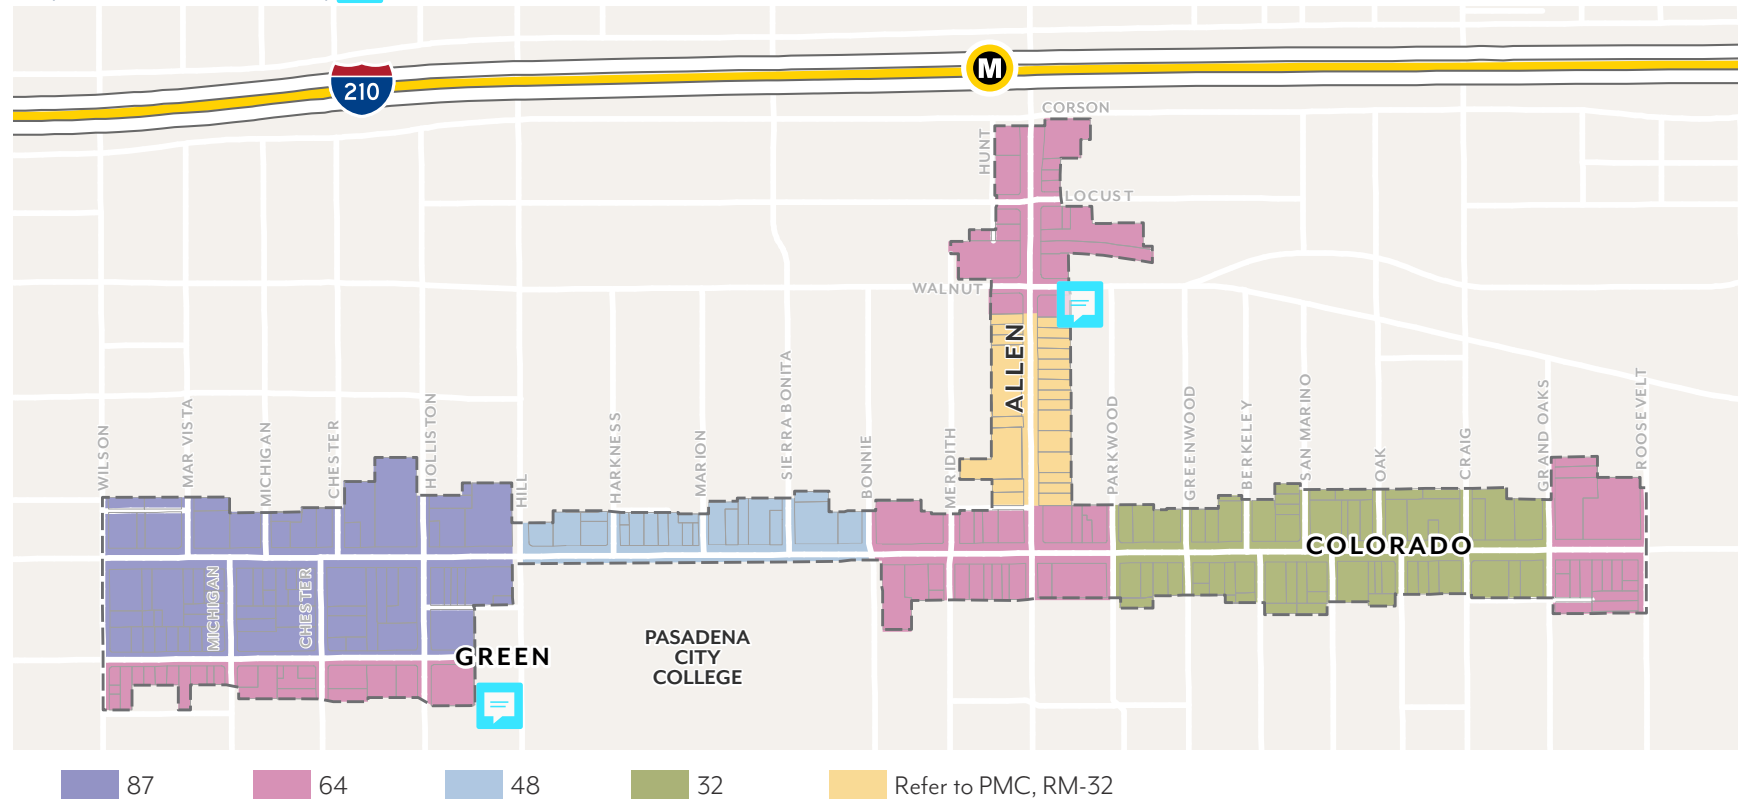 M
210
CORSON
HUNT
LOCUST
WALNUT
ALLEN
WILSON
MAR VISTA
MICHIGAN
CHESTER
HOLLISTON
HILL
HARKNESS
MARION
SIERRA BONITA
BONNIE
MERIDITH
PARKWOOD
GREENWOOD
BERKELEY
SAN MARINO
OAK
CRAIG
GRAND OAKS
ROOSEVELT
COLORADO
MICHIGAN
CHESTER
GREEN
PASADENA
CITY
COLLEGE
87
64
48
32
Refer to PMC, RM-32